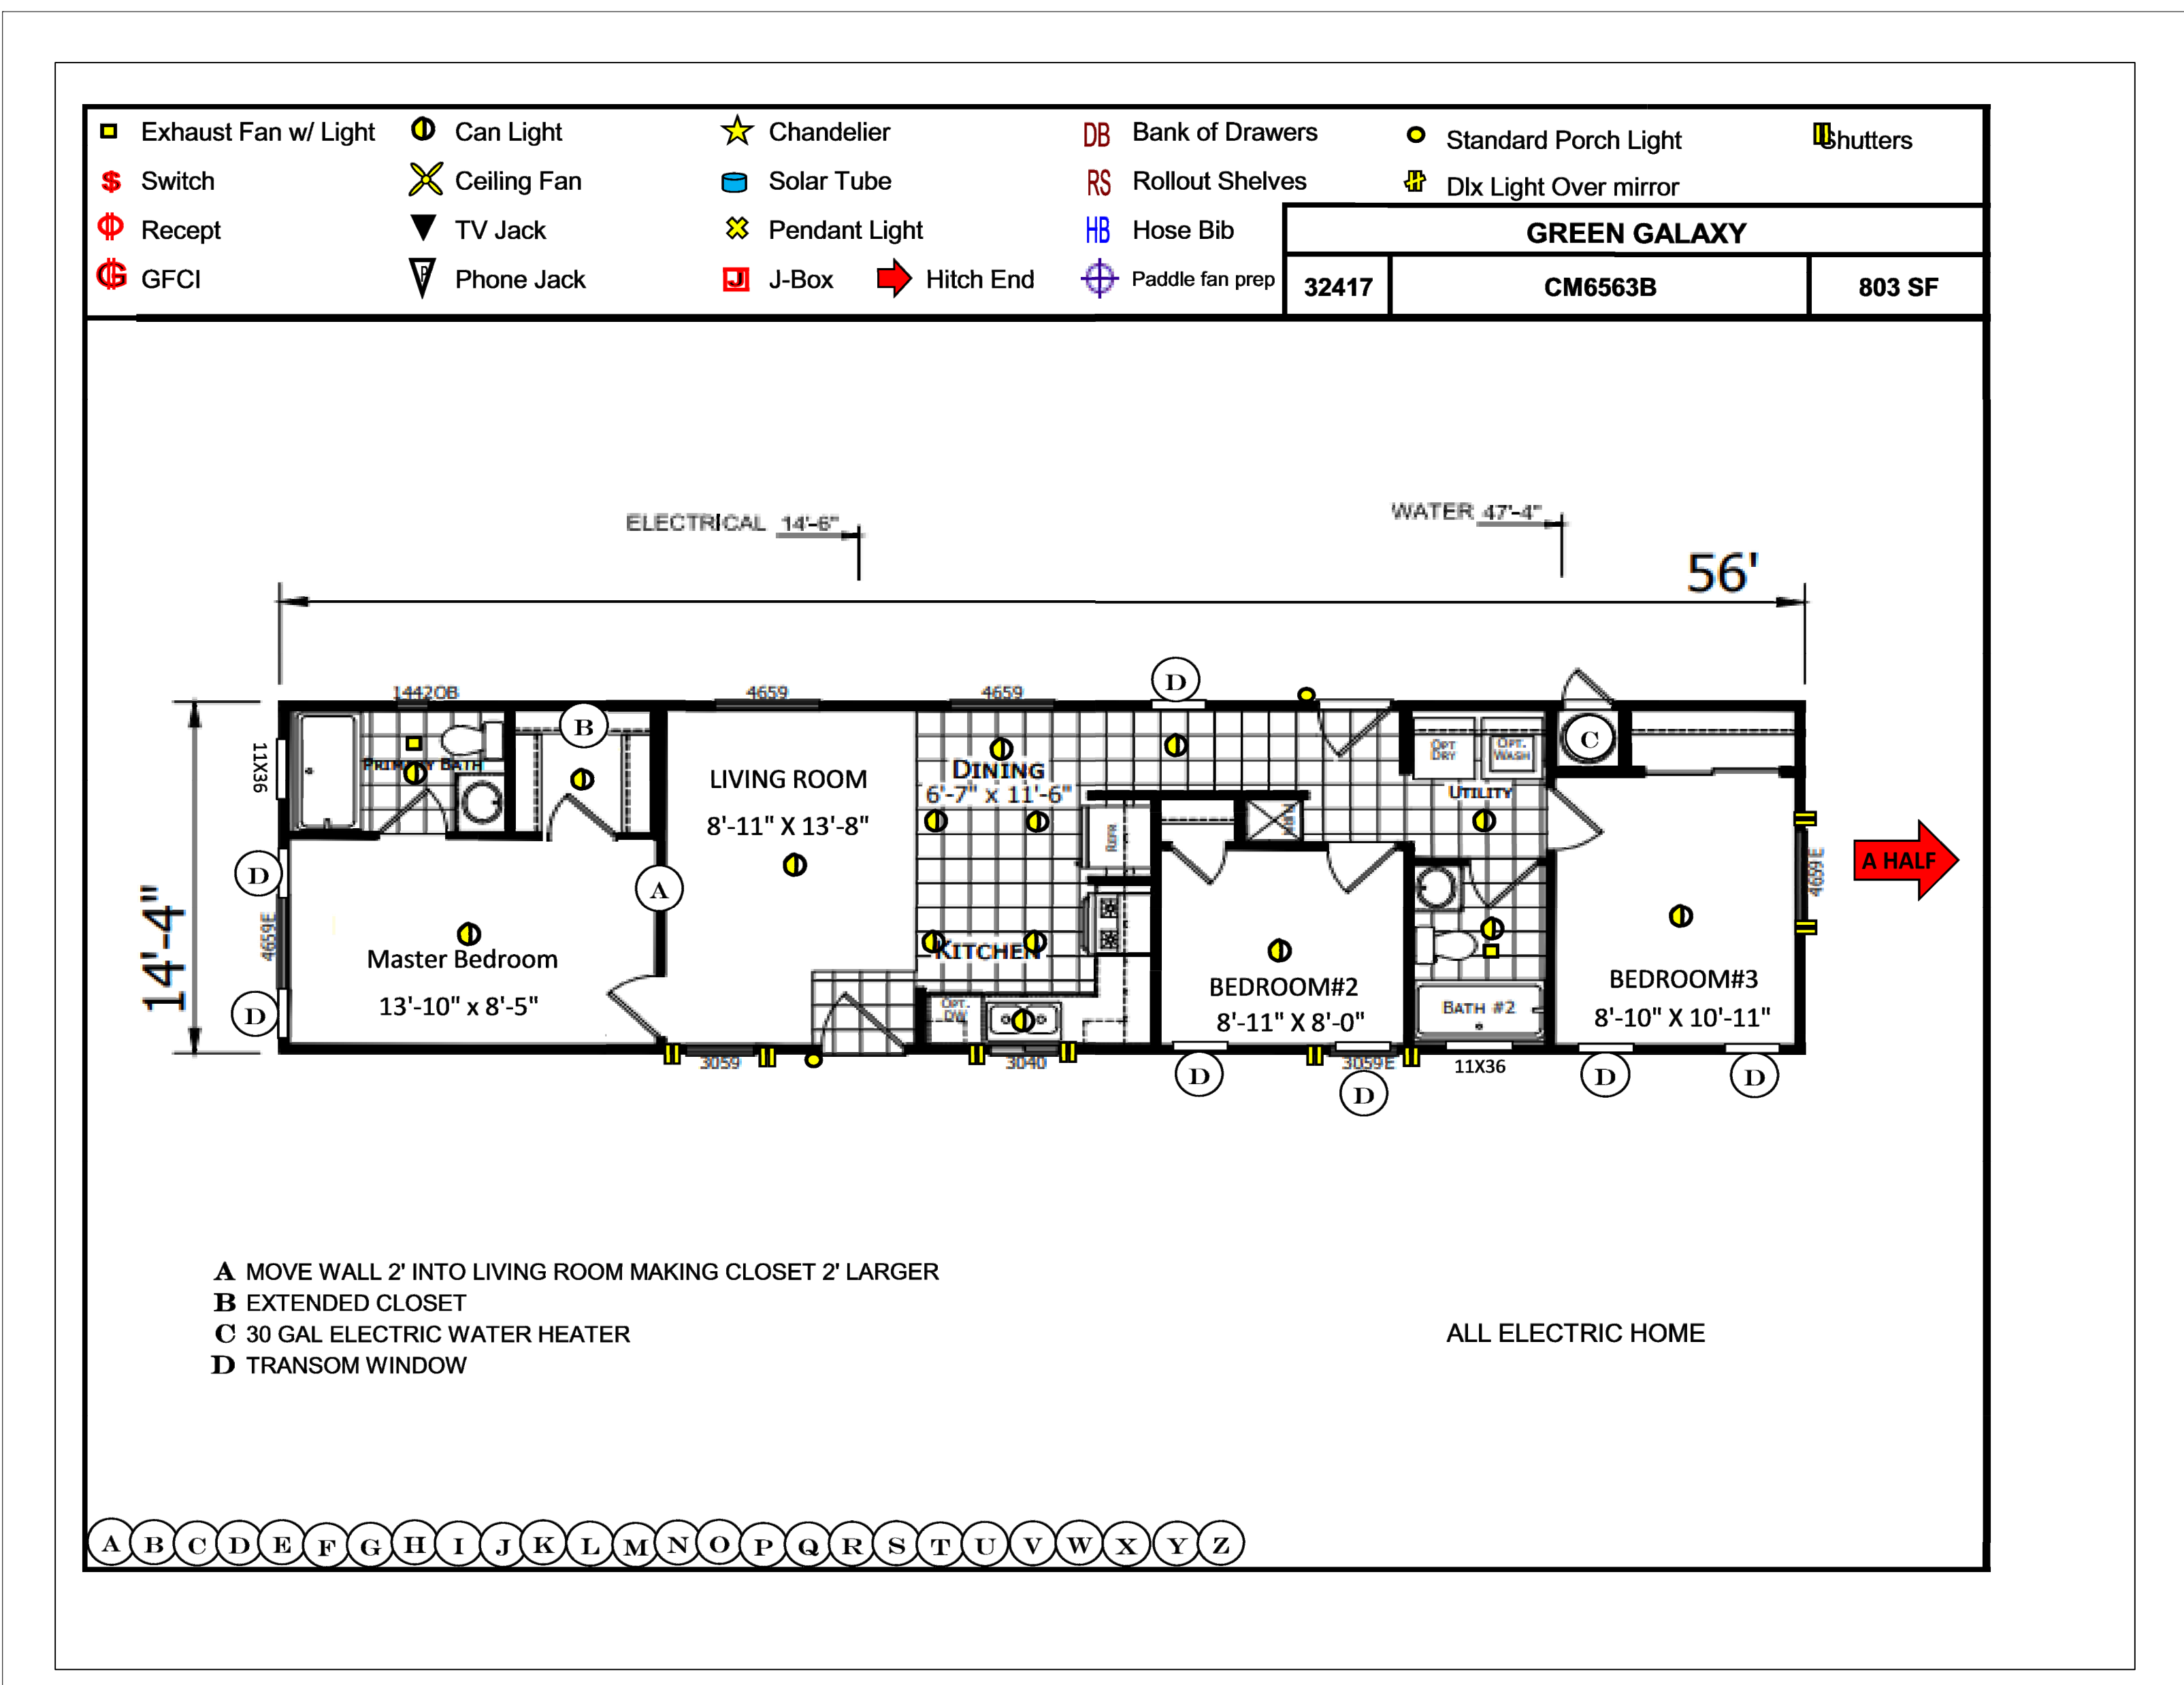 Exhaust Fan w/ Light
Can Light
Chandelier
DB Bank of Drawers
Standard Porch Light
Shutters
$ Switch
Ceiling Fan
Solar Tube
RS Rollout Shelves
Dlx Light Over mirror
Recept
TV Jack
Pendant Light
HB Hose Bib
G GFCI
P Phone Jack
J J-Box
Hitch End
Paddle fan prep
GREEN GALAXY
32417 CM6563B 803 SF
ELECTRICAL 14'-6"
WATER 47'-4"
56'
14'-4"
1442OB
4659
4659
D
11X36
PRIMARY BATH
B
LIVING ROOM
8'-11" X 13'-8"
DINING
6'-7" x 11'-6"
REFR
OPT
DRY
OPT.
WASH
UTILITY
C
D
4659E
D
A
Master Bedroom
13'-10" x 8'-5"
KITCHEN
OPT.
DW
BEDROOM#2
8'-11" X 8'-0"
BATH #2
BEDROOM#3
8'-10" X 10'-11"
4659E
A HALF
3059
3040
D
3059E
D
11X36
D
D
A MOVE WALL 2' INTO LIVING ROOM MAKING CLOSET 2' LARGER
B EXTENDED CLOSET
C 30 GAL ELECTRIC WATER HEATER
D TRANSOM WINDOW
ALL ELECTRIC HOME
A B C D E F G H I J K L M N O P Q R S T U V W X Y Z